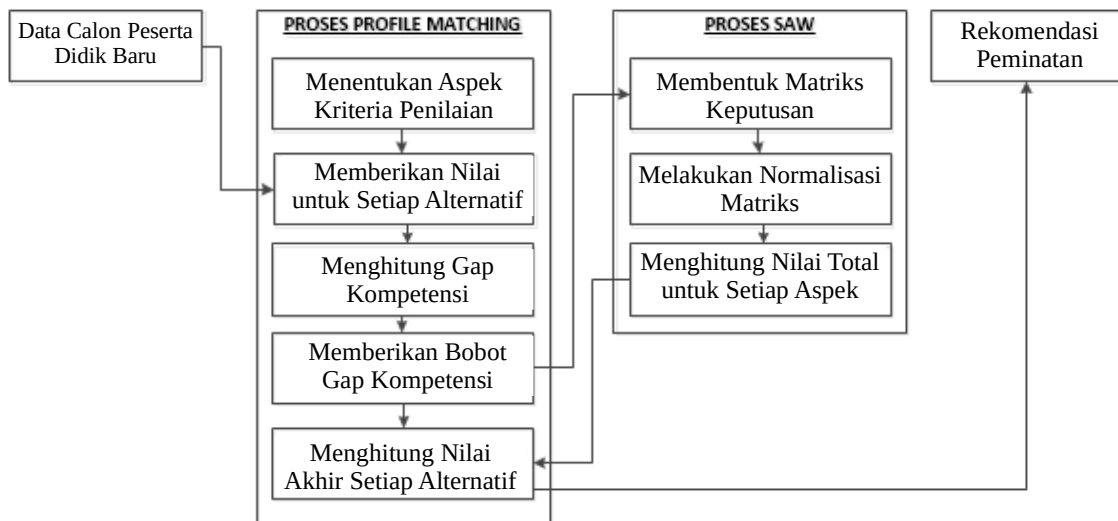 Data Calon Peserta
Didik Baru
PROSES PROFILE MATCHING
Menentukan Aspek
Kriteria Penilaian
Memberikan Nilai
untuk Setiap Alternatif
Menghitung Gap
Kompetensi
Memberikan Bobot
Gap Kompetensi
Menghitung Nilai
Akhir Setiap Alternatif
PROSES SAW
Membentuk Matriks
Keputusan
Melakukan Normalisasi
Matriks
Menghitung Nilai Total
untuk Setiap Aspek
Rekomendasi
Peminatan